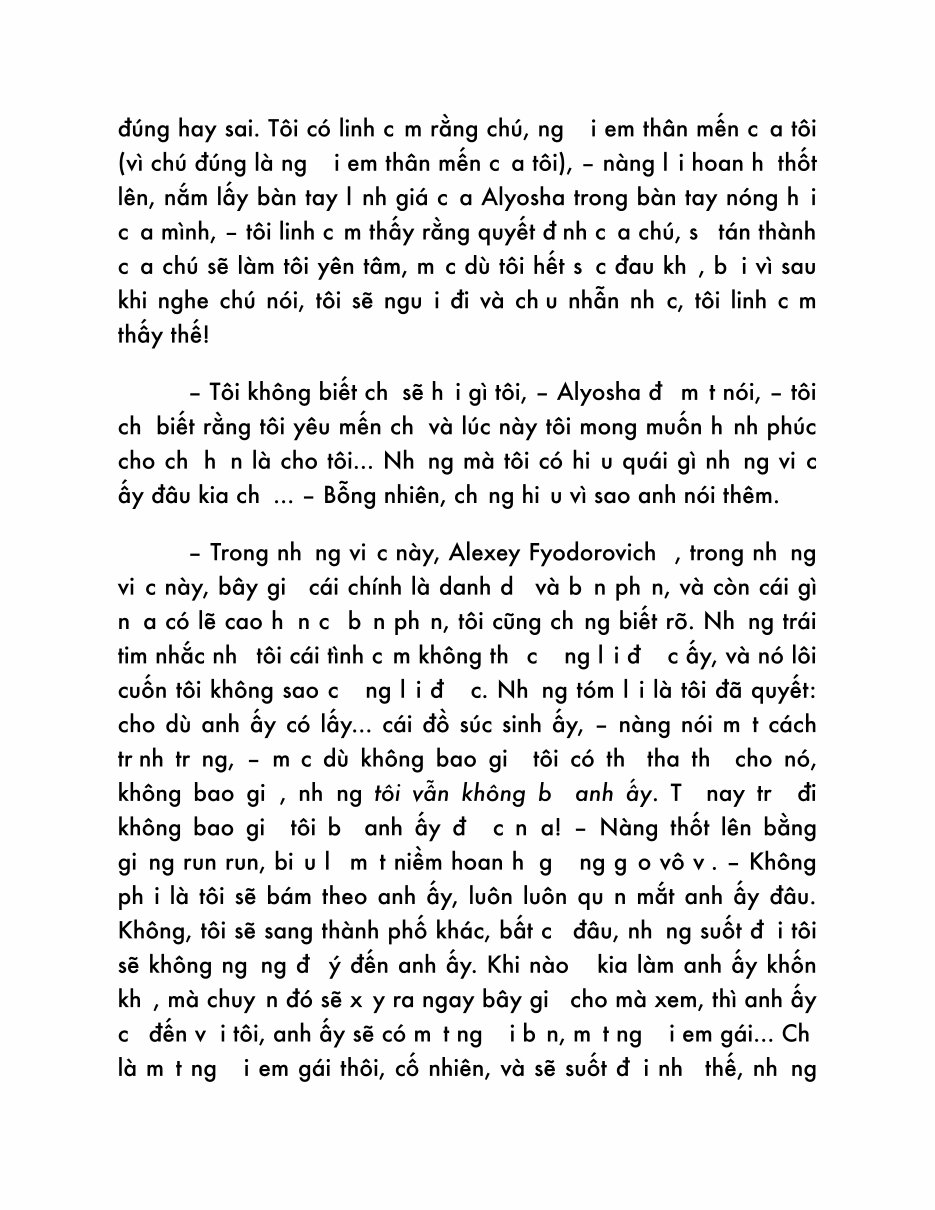 đúng hay sai. Tôi có linh c m rằng chú, ng i em thân mến c a tôi
(vì chú đúng là ng i em thân mến c a tôi), – nàng l i hoan h thốt
lên, nắm lấy bàn tay l nh giá c a Alyosha trong bàn tay nóng h i
c a mình, – tôi linh c m thấy rằng quyết đ nh c a chú, s tán thành
c a chú sẽ làm tôi yên tâm, m c dù tôi hết s c đau kh , b i vì sau
khi nghe chú nói, tôi sẽ ngu i đi và ch u nhẫn nh c, tôi linh c m
thấy thế!
– Tôi không biết ch sẽ h i gì tôi, – Alyosha đ m t nói, – tôi
ch biết rằng tôi yêu mến ch và lúc này tôi mong muốn h nh phúc
cho ch h n là cho tôi... Nh ng mà tôi có hi u quái gì nh ng vi c
ấy đâu kia ch ... – Bỗng nhiên, ch ng hi u vì sao anh nói thêm.
– Trong nh ng vi c này, Alexey Fyodorovich , trong nh ng
vi c này, bây gi cái chính là danh d và b n ph n, và còn cái gì
n a có lẽ cao h n c b n ph n, tôi cũng ch ng biết rõ. Nh ng trái
tim nhắc nh tôi cái tình c m không th c ng l i đ c ấy, và nó lôi
cuốn tôi không sao c ng l i đ c. Nh ng tóm l i là tôi đã quyết:
cho dù anh ấy có lấy... cái đồ súc sinh ấy, – nàng nói m t cách
tr nh tr ng, – m c dù không bao gi tôi có th tha th cho nó,
không bao gi , nh ng tôi vẫn không b anh ấy. T nay tr đi
không bao gi tôi b anh ấy đ c n a! – Nàng thốt lên bằng
gi ng run run, bi u l m t niềm hoan h g ng g o vô v . – Không
ph i là tôi sẽ bám theo anh ấy, luôn luôn qu n mắt anh ấy đâu.
Không, tôi sẽ sang thành phố khác, bất c đâu, nh ng suốt đ i tôi
sẽ không ng ng đ ý đến anh ấy. Khi nào kia làm anh ấy khốn
kh , mà chuy n đó sẽ x y ra ngay bây gi cho mà xem, thì anh ấy
c đến v i tôi, anh ấy sẽ có m t ng i b n, m t ng i em gái... Ch
là m t ng i em gái thôi, cố nhiên, và sẽ suốt đ i nh thế, nh ng